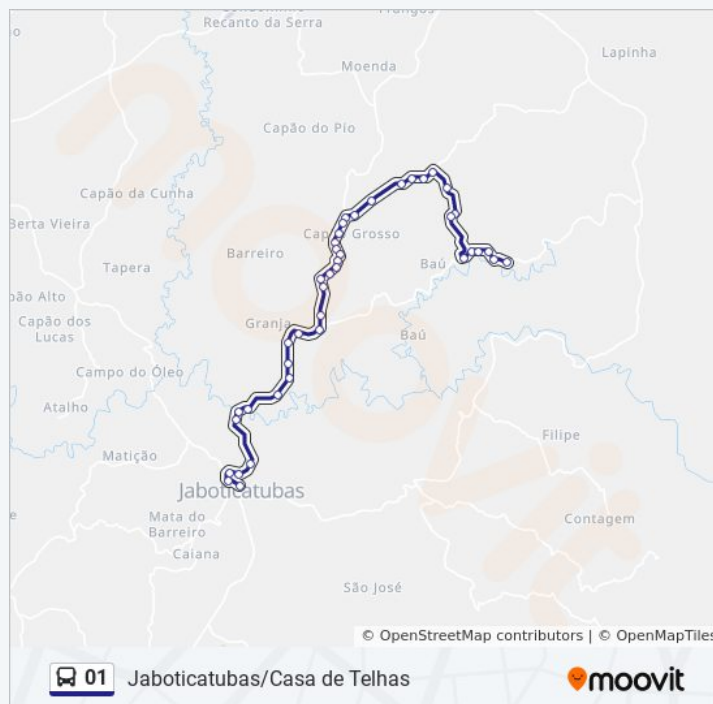 Recanto da Serra
Lapinha
Moenda
Capão do Pio
Capão da Cunha
Berta Vieira
Barreiro
Grosso
Tapera
Baú
Capão dos
Lucas
Granja
Baú
Campo do Óleo
Atalho
Filipe
Matição
Jaboticatubas
Mata do
Barreiro
Contagem
Caiana
São José
© OpenStreetMap contributors | © OpenMapTiles
01 Jaboticatubas/Casa de Telhas
moovit